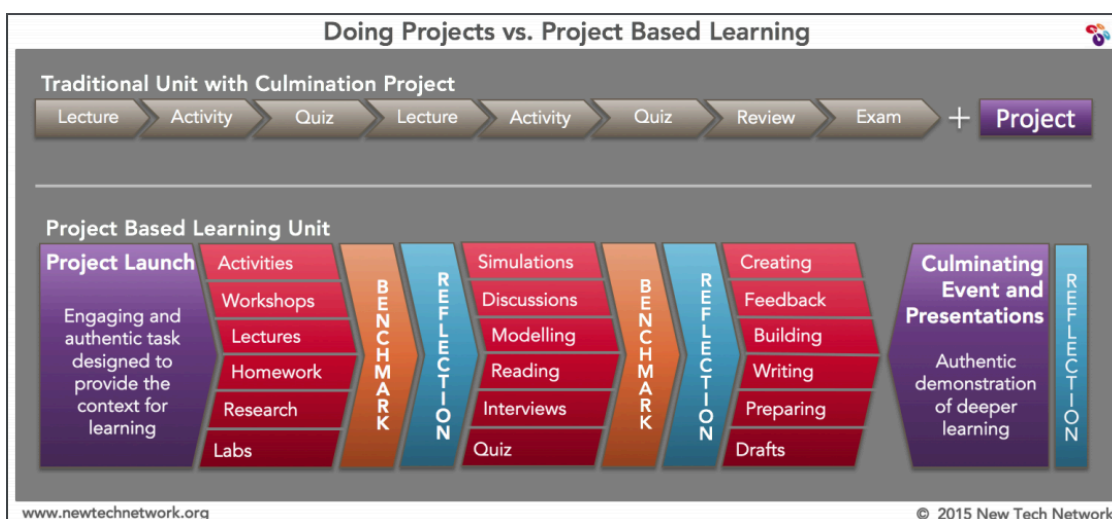 Doing Projects vs. Project Based Learning
Traditional Unit with Culmination Project
Lecture
Activity
Quiz
Lecture
Activity
Quiz
Review
Exam
+
Project
Project Based Learning Unit
Project Launch
Engaging and
authentic task
designed to
provide the
context for
learning
Activities
Workshops
Lectures
Homework
Research
Labs
BENCHMARK
REFLECTION
Simulations
Discussions
Modelling
Reading
Interviews
Quiz
BENCHMARK
REFLECTION
Creating
Feedback
Building
Writing
Preparing
Drafts
Culminating
Event and
Presentations
Authentic
demonstration
of deeper
learning
REFLECTION
www.newtechnetwork.org
© 2015 New Tech Network